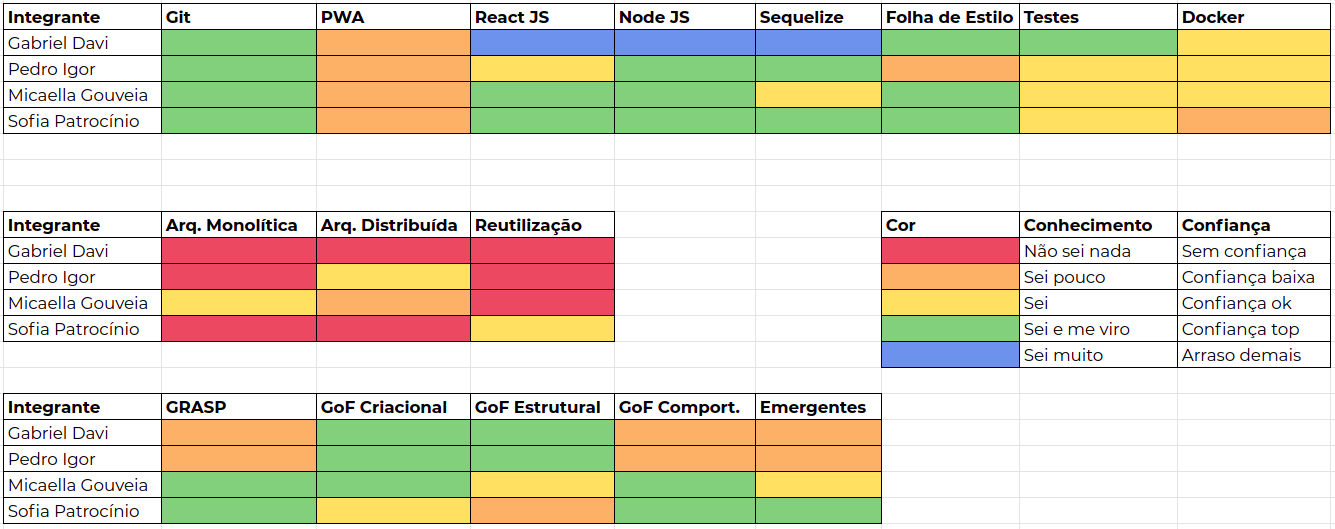 Integrante Git PWA React JS Node JS Sequelize Folha de Estilo Testes Docker
Gabriel Davi
Pedro Igor
Micaella Gouveia
Sofia Patrocínio
Integrante Arq. Monolítica Arq. Distribuída Reutilização
Gabriel Davi
Pedro Igor
Micaella Gouveia
Sofia Patrocínio
Cor Conhecimento Confiança
Não sei nada Sem confiança
Sei pouco Confiança baixa
Sei Confiança ok
Sei e me viro Confiança top
Sei muito Arraso demais
Integrante GRASP GoF Criacional GoF Estrutural GoF Comport. Emergentes
Gabriel Davi
Pedro Igor
Micaella Gouveia
Sofia Patrocínio